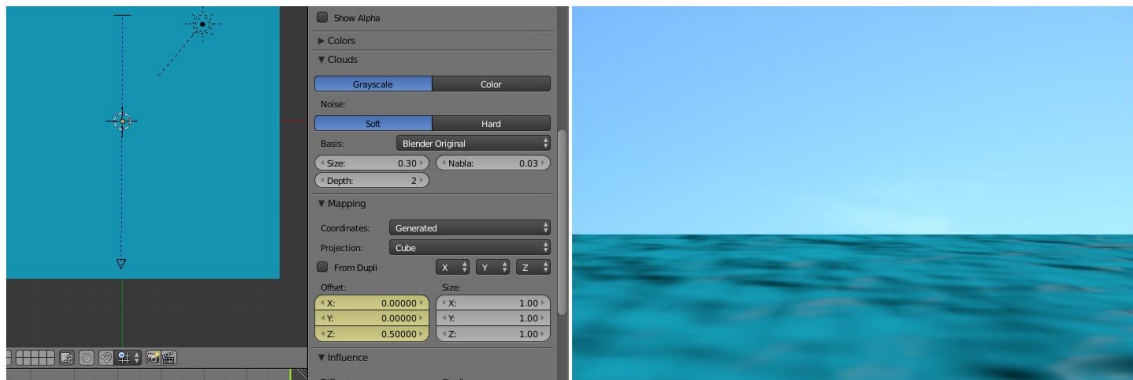 Show Alpha
Colors
Clouds
Grayscale Color
Noise:
Soft Hard
Basis: Blender Original
Size: 0.30 Nabla: 0.03
Depth: 2
Mapping
Coordinates: Generated
Projection: Cube
From Dupli X Y Z
Offset: Size:
X: 0.00000 X: 1.00
Y: 0.00000 Y: 1.00
Z: 0.50000 Z: 1.00
Influence